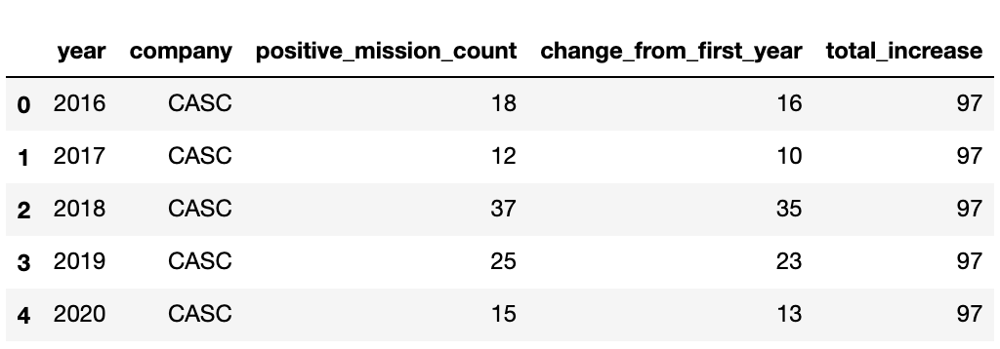 year company positive_mission_count change_from_first_year total_increase
0 2016 CASC 18 16 97
1 2017 CASC 12 10 97
2 2018 CASC 37 35 97
3 2019 CASC 25 23 97
4 2020 CASC 15 13 97